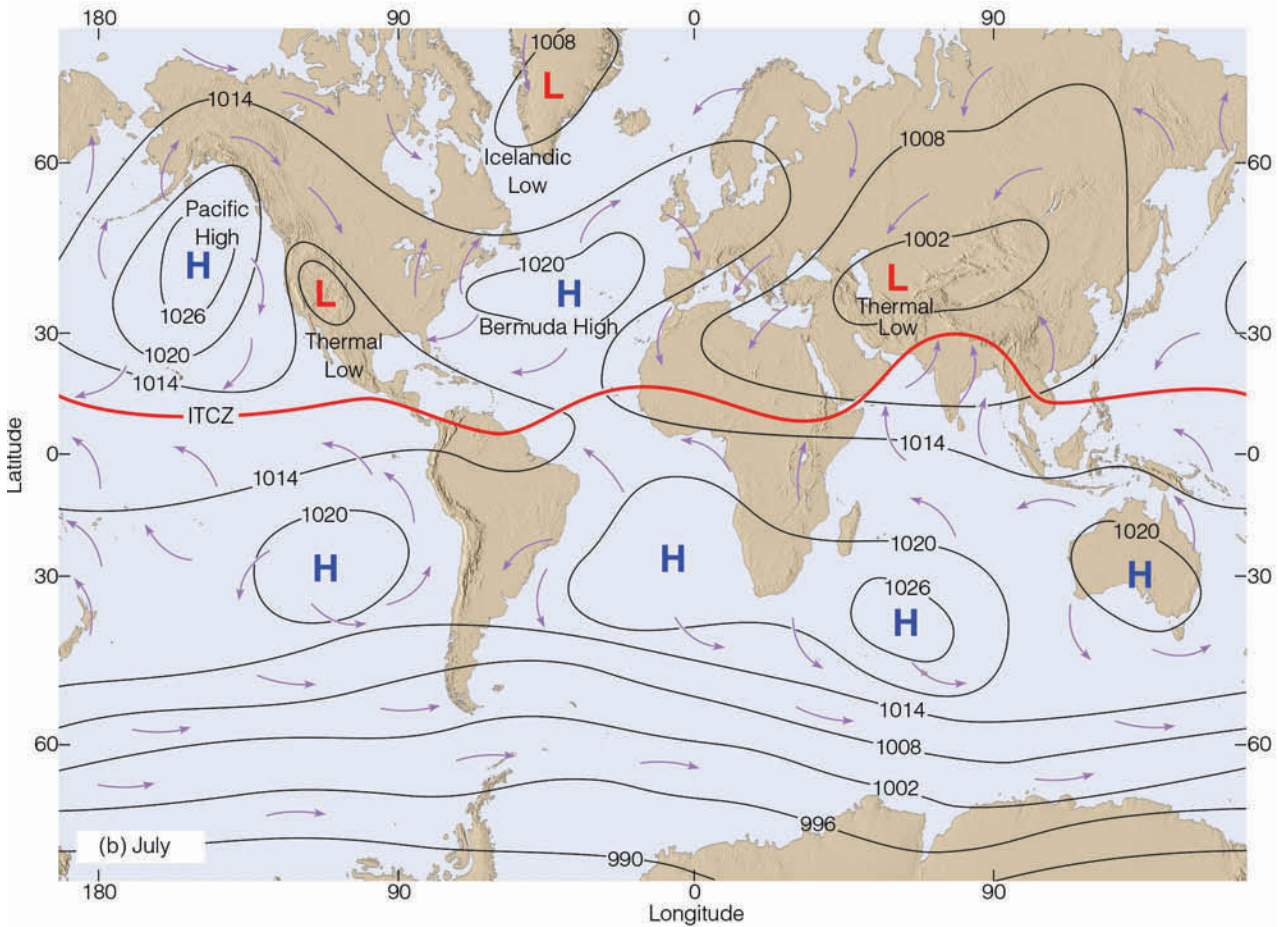 180 90 0 90
1008
L
1014
1008
60 60
Icelandic
Low
Pacific
High
H
1026
1020
1014
L
Thermal
Low
1020
H
Bermuda High
1002
L
Thermal
Low
30 30
ITCZ
Latitude
0 0
1014
1014
1020
H
H
1020
1026
H
1020
H
30 30
1014
1008
60 60
1002
996
990
(b) July
180 90 0 90
Longitude